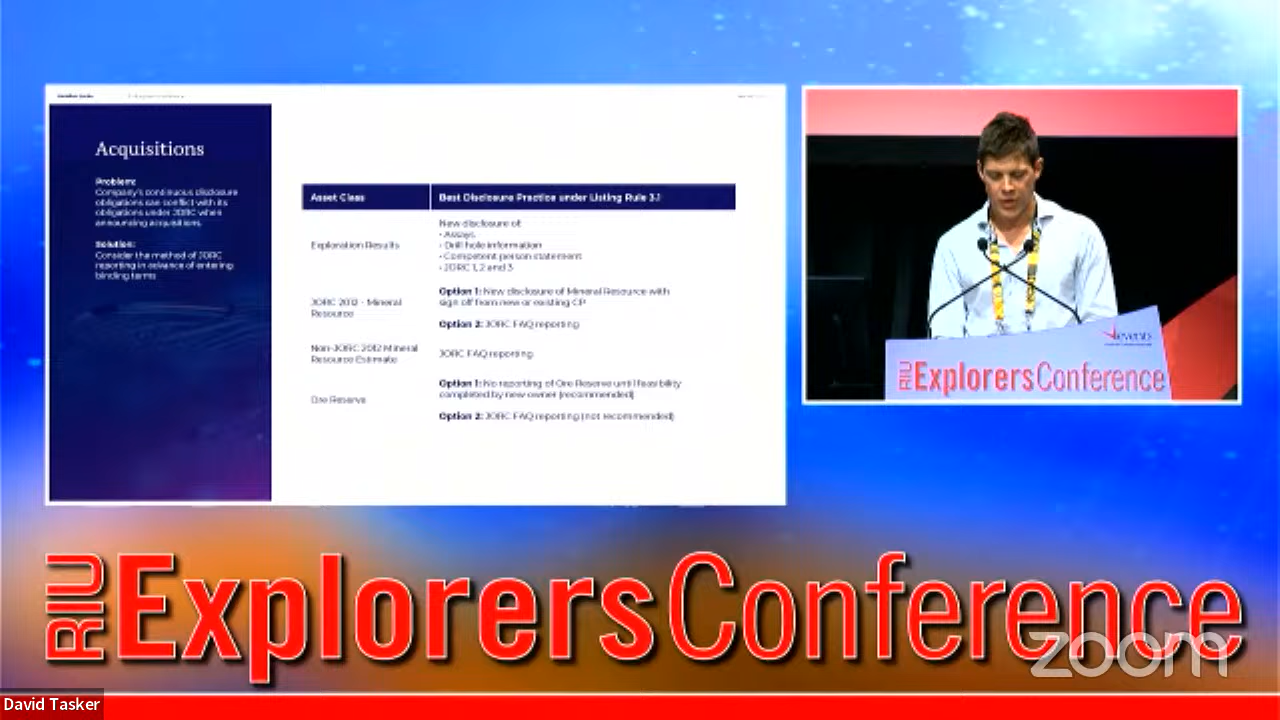 Acquisitions
Problem:
Company's continuous disclosure
obligations can conflict with its
obligations under JORC when
announcing acquisitions.
Solution:
Consider the method of JORC
reporting in advance of entering
binding terms
Asset Class
Best Disclosure Practice under Listing Rule 3.1
Exploration Results
New disclosure of:
• Assays
• Drill hole information
• Competent person statement
• JORC 1, 2 and 3
JORC 2012 - Mineral
Resource
Option 1: New disclosure of Mineral Resource with
sign off from new or existing CP
Option 2: JORC FAQ reporting
Non-JORC 2012 Mineral
Resource Estimate
JORC FAQ reporting
Ore Reserve
Option 1: No reporting of Ore Reserve until feasibility
completed by new owner (recommended)
Option 2: JORC FAQ reporting (not recommended)
events
RIU ExplorersConference
RIU ExplorersConference
zoom
David Tasker